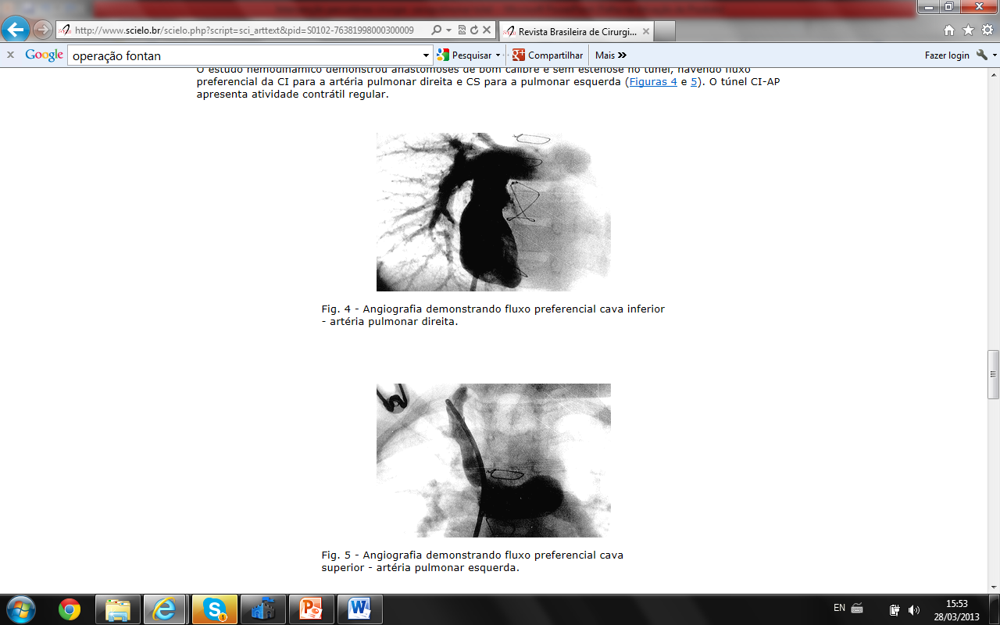 http://www.scielo.br/scielo.php?script=sci_arttext&pid=S0102-76381998000300009
Revista Brasileira de Cirurgi...
Google
operação fontan
Pesquisar
Compartilhar
Mais
Fazer login
O estudo hemodinâmico demonstrou anastomoses de bom calibre e sem estenose no túnel, havendo fluxo
preferencial da CI para a artéria pulmonar direita e CS para a pulmonar esquerda (Figuras 4 e 5). O túnel CI-AP
apresenta atividade contrátil regular.
Fig. 4 - Angiografia demonstrando fluxo preferencial cava inferior
- artéria pulmonar direita.
Fig. 5 - Angiografia demonstrando fluxo preferencial cava
superior - artéria pulmonar esquerda.
EN
15:53
28/03/2013